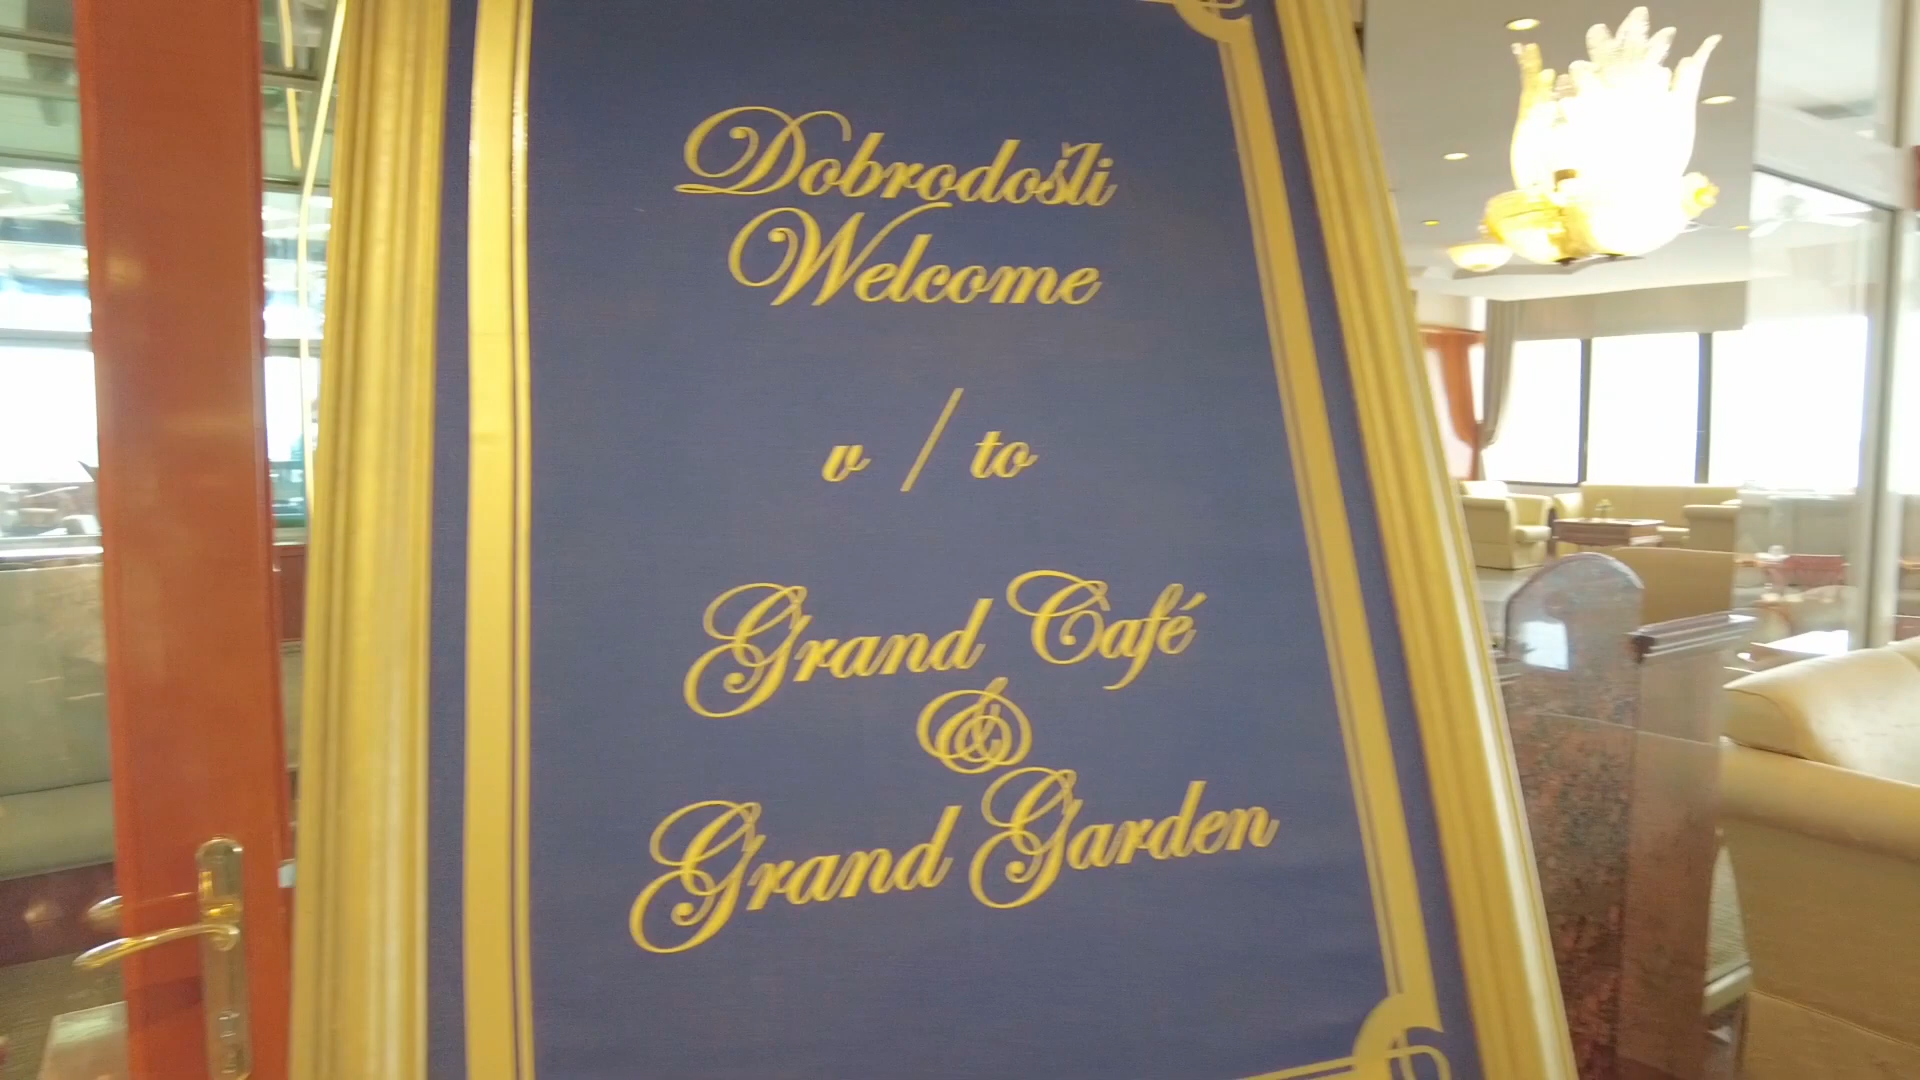 Dobrodošli
Welcome
v / to
Grand Café
&
Grand Garden